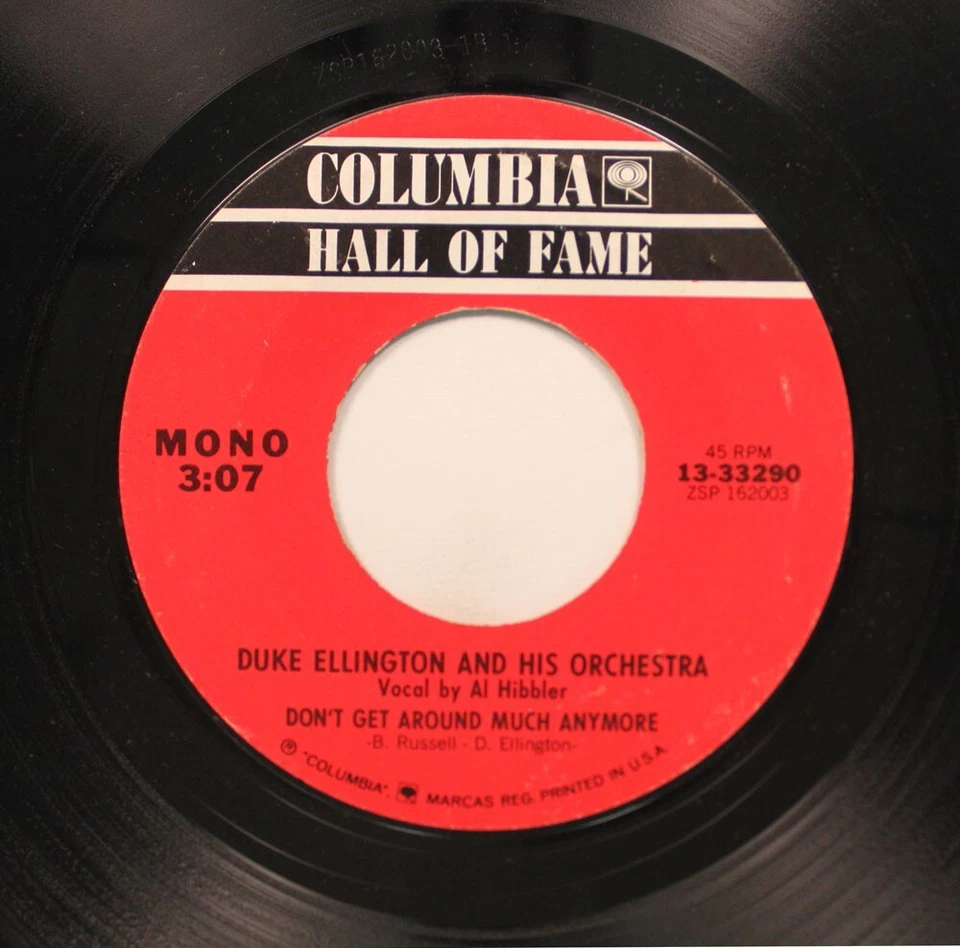 COLUMBIA
HALL OF FAME
MONO
3:07
45 RPM
13-33290
ZSP 162003
DUKE ELLINGTON AND HIS ORCHESTRA
Vocal by Al Hibbler
DON'T GET AROUND MUCH ANYMORE
-B. Russell - D. Ellington-
Ⓟ "COLUMBIA", MARCAS REG. PRINTED IN U.S.A.